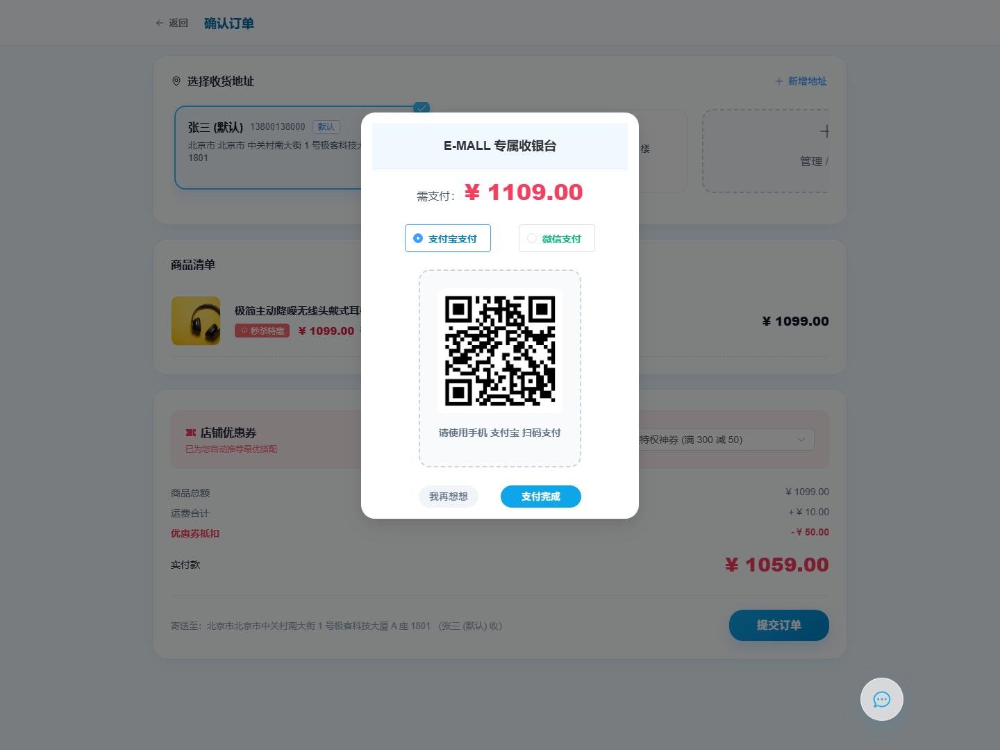 返回
确认订单
选择收货地址
新增地址
张三 (默认) 13800138000 默认
北京市 北京市 中关村南大街 1 号极客科技
1801
楼
管理 /
E-MALL 专属收银台
需支付： ¥ 1109.00
支付宝支付
微信支付
请使用手机 支付宝 扫码支付
我再想想
支付完成
商品清单
极简主动降噪无线头戴式耳
秒杀特惠 ¥ 1099.00
¥ 1099.00
店铺优惠券
已为您自动推荐最优搭配
特权神券 (满 300 减 50)
商品总额 ¥ 1099.00
运费合计 + ¥ 10.00
优惠券抵扣 - ¥ 50.00
实付款 ¥ 1059.00
寄送至：北京市北京市中关村南大街 1 号极客科技大厦 A 座 1801 （张三 (默认) 收）
提交订单